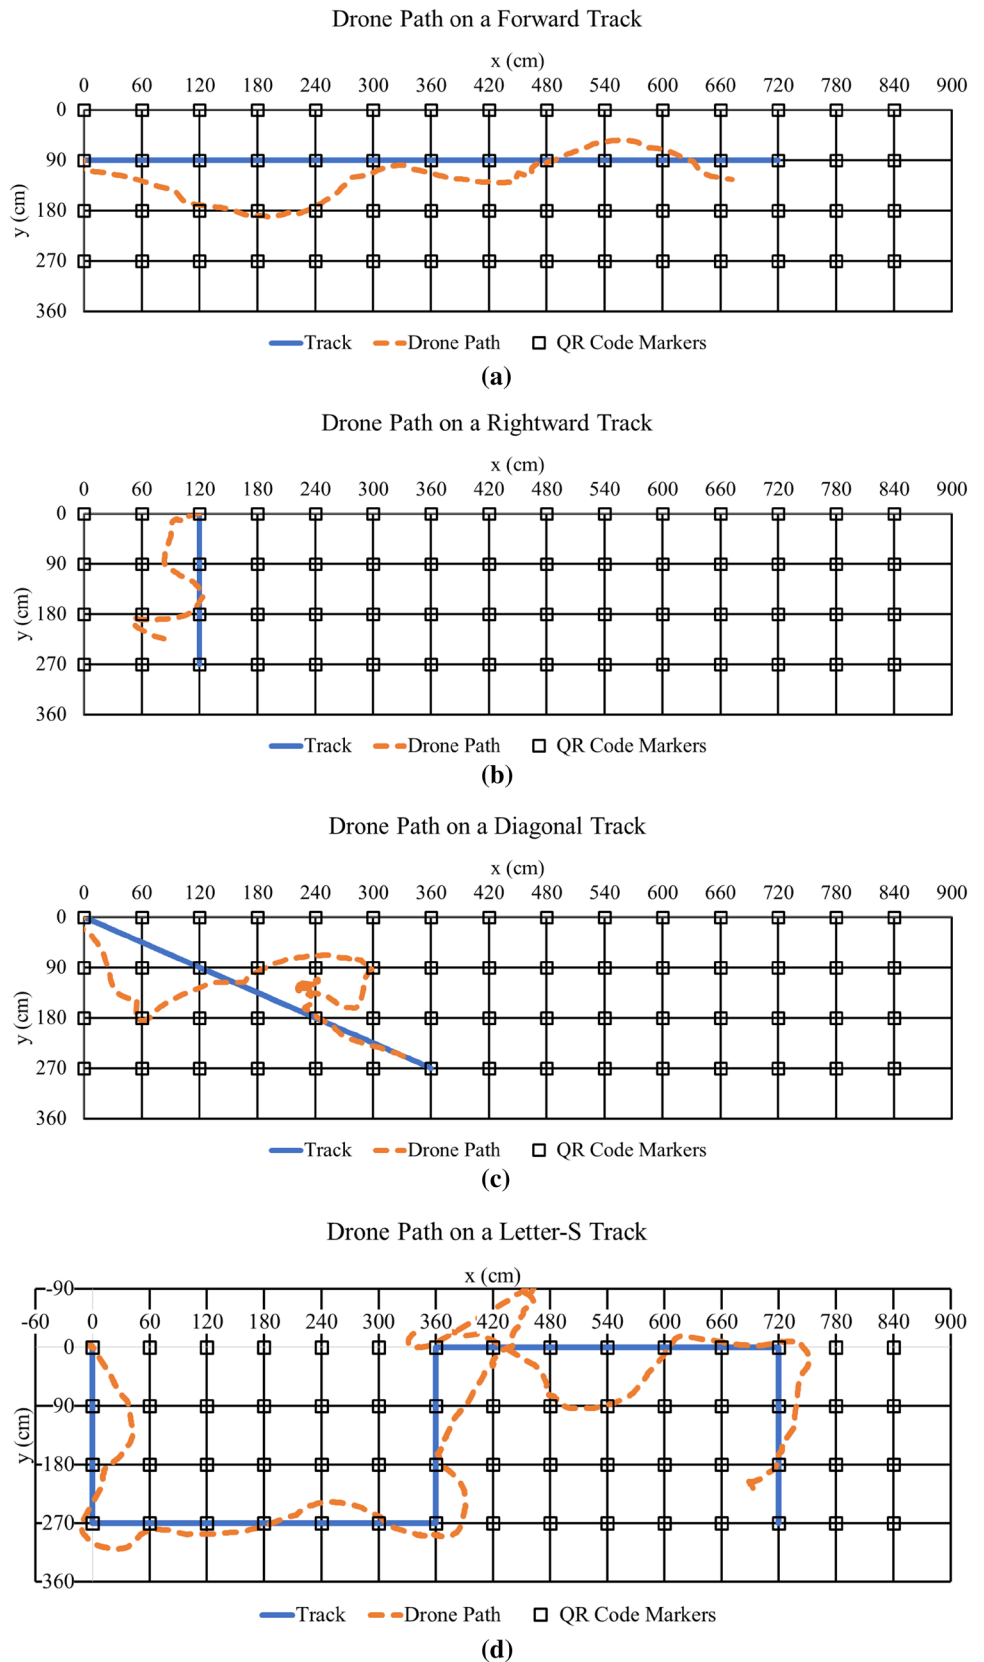 Drone Path on a Forward Track
x (cm)
0 60 120 180 240 300 360 420 480 540 600 660 720 780 840 900
0
90
180
270
360
y (cm)
Track Drone Path QR Code Markers
(a)
Drone Path on a Rightward Track
x (cm)
0 60 120 180 240 300 360 420 480 540 600 660 720 780 840 900
0
90
180
270
360
y (cm)
Track Drone Path QR Code Markers
(b)
Drone Path on a Diagonal Track
x (cm)
0 60 120 180 240 300 360 420 480 540 600 660 720 780 840 900
0
90
180
270
360
y (cm)
Track Drone Path QR Code Markers
(c)
Drone Path on a Letter-S Track
x (cm)
-90
-60 0 60 120 180 240 300 360 420 480 540 600 660 720 780 840 900
0
90
180
270
360
y (cm)
Track Drone Path QR Code Markers
(d)